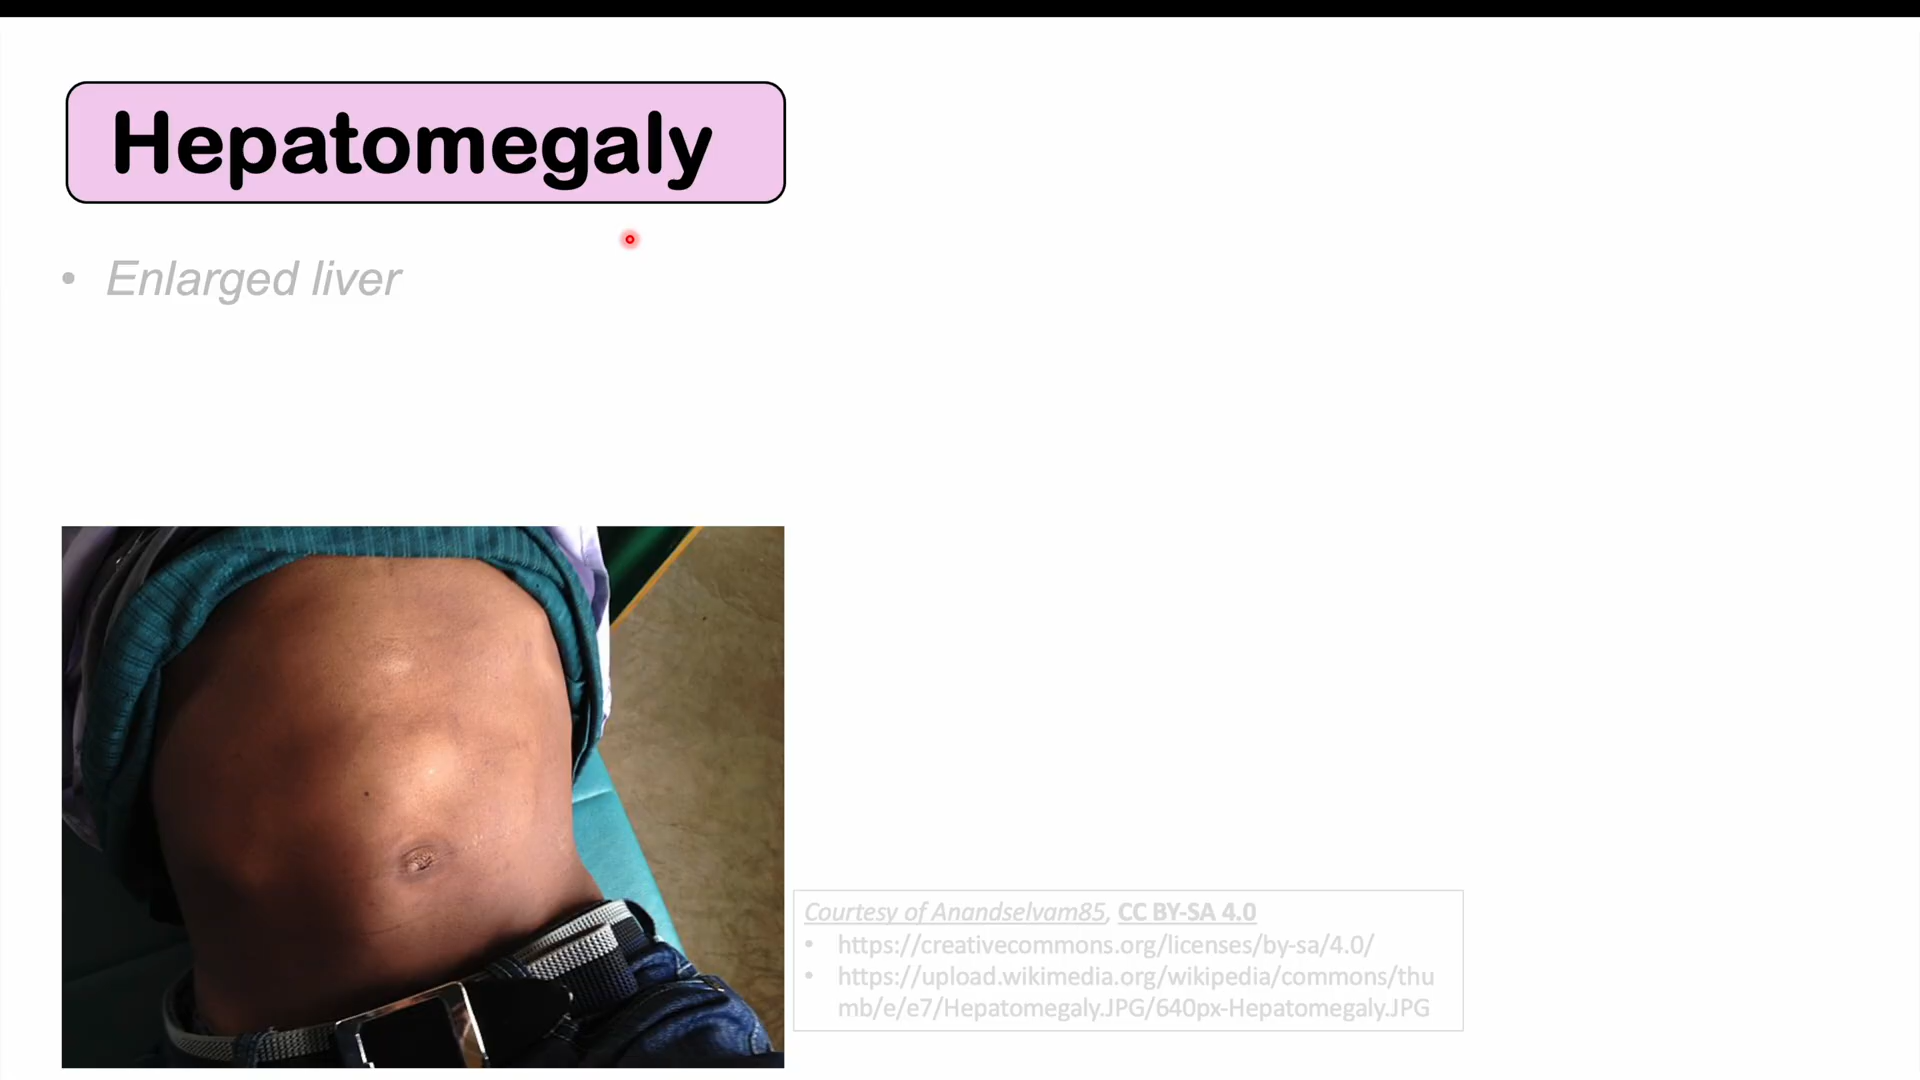 Hepatomegaly
• Enlarged liver
Courtesy of Anandselvam85, CC BY-SA 4.0
• https://creativecommons.org/licenses/by-sa/4.0/
• https://upload.wikimedia.org/wikipedia/commons/thu
mb/e/e7/Hepatomegaly.JPG/640px-Hepatomegaly.JPG